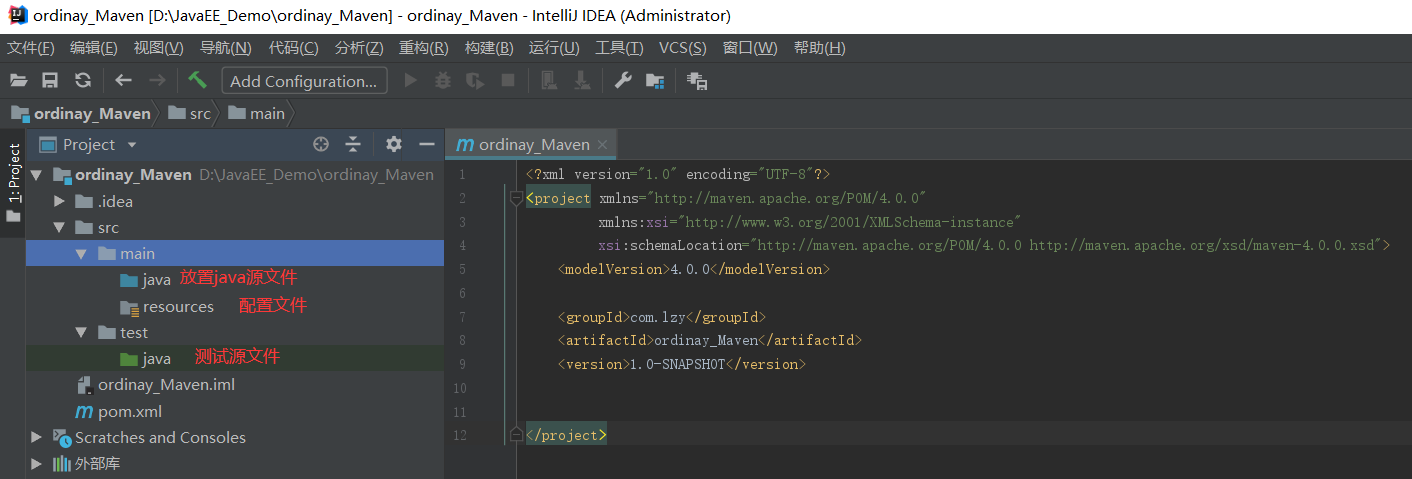 ordinay_Maven [D:\JavaEE_Demo\ordinay_Maven] - ordinay_Maven - IntelliJ IDEA (Administrator)
文件(F) 编辑(E) 视图(V) 导航(N) 代码(C) 分析(Z) 重构(R) 构建(B) 运行(U) 工具(T) VCS(S) 窗口(W) 帮助(H)
Add Configuration...
ordinay_Maven src main
1: Project
Project
ordinay_Maven D:\JavaEE_Demo\ordinay_Maven
.idea
src
main
java 放置java源文件
resources 配置文件
test
java 测试源文件
ordinay_Maven.iml
pom.xml
Scratches and Consoles
外部库
ordinay_Maven
1 <?xml version="1.0" encoding="UTF-8"?>
2 <project xmlns="http://maven.apache.org/POM/4.0.0"
3 xmlns:xsi="http://www.w3.org/2001/XMLSchema-instance"
4 xsi:schemaLocation="http://maven.apache.org/POM/4.0.0 http://maven.apache.org/xsd/maven-4.0.0.xsd">
5 <modelVersion>4.0.0</modelVersion>
6
7 <groupId>com.lzy</groupId>
8 <artifactId>ordinay_Maven</artifactId>
9 <version>1.0-SNAPSHOT</version>
10
11
12 </project>